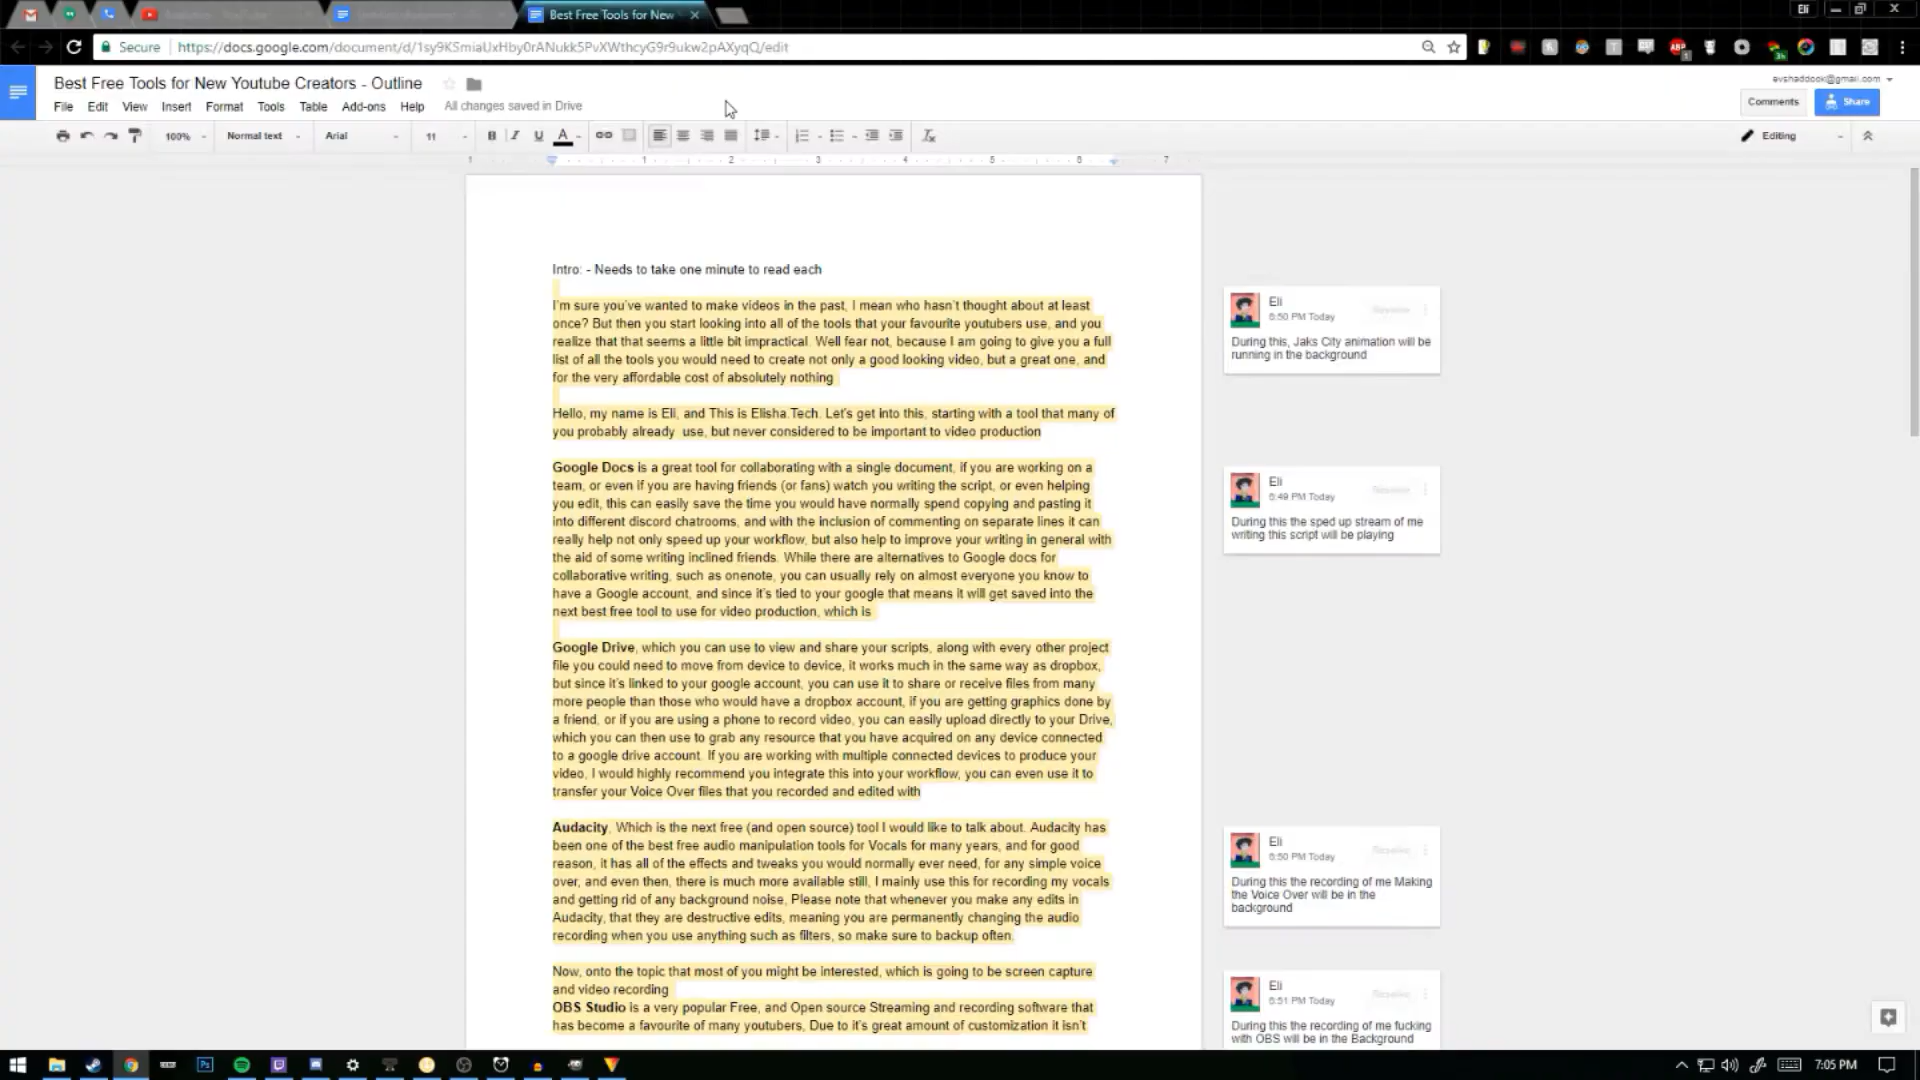 Best Free Tools for New
Eli
Secure https://docs.google.com/document/d/1sy9KSmiaUxHby0rANukk5PvXWthcyG9r9ukw2pAXyqQ/edit
Best Free Tools for New Youtube Creators - Outline
evshaddock@gmail.com
File Edit View Insert Format Tools Table Add-ons Help All changes saved in Drive
Comments Share
100% Normal text Arial 11 B I U A Editing
1 1 2 3 4 5 6 7
Intro: - Needs to take one minute to read each
I'm sure you've wanted to make videos in the past, I mean who hasn't thought about at least
once? But then you start looking into all of the tools that your favourite youtubers use, and you
realize that that seems a little bit impractical. Well fear not, because I am going to give you a full
list of all the tools you would need to create not only a good looking video, but a great one, and
for the very affordable cost of absolutely nothing
Hello, my name is Eli, and This is Elisha.Tech. Let's get into this, starting with a tool that many of
you probably already use, but never considered to be important to video production
Google Docs is a great tool for collaborating with a single document, if you are working on a
team, or even if you are having friends (or fans) watch you writing the script, or even helping
you edit, this can easily save the time you would have normally spend copying and pasting it
into different discord chatrooms, and with the inclusion of commenting on separate lines it can
really help not only speed up your workflow, but also help to improve your writing in general with
the aid of some writing inclined friends. While there are alternatives to Google docs for
collaborative writing, such as onenote, you can usually rely on almost everyone you know to
have a Google account, and since it's tied to your google that means it will get saved into the
next best free tool to use for video production, which is
Google Drive, which you can use to view and share your scripts, along with every other project
file you could need to move from device to device, it works much in the same way as dropbox,
but since it's linked to your google account, you can use it to share or receive files from many
more people than those who would have a dropbox account, if you are getting graphics done by
a friend, or if you are using a phone to record video, you can easily upload directly to your Drive,
which you can then use to grab any resource that you have acquired on any device connected
to a google drive account. If you are working with multiple connected devices to produce your
video, I would highly recommend you integrate this into your workflow, you can even use it to
transfer your Voice Over files that you recorded and edited with
Audacity, Which is the next free (and open source) tool I would like to talk about. Audacity has
been one of the best free audio manipulation tools for Vocals for many years, and for good
reason, it has all of the effects and tweaks you would normally ever need, for any simple voice
over, and even then, there is much more available still, I mainly use this for recording my vocals
and getting rid of any background noise, Please note that whenever you make any edits in
Audacity, that they are destructive edits, meaning you are permanently changing the audio
recording when you use anything such as filters, so make sure to backup often.
Now, onto the topic that most of you might be interested, which is going to be screen capture
and video recording
OBS Studio is a very popular Free, and Open source Streaming and recording software that
has become a favourite of many youtubers, Due to it's great amount of customization it isn't
Eli
6:50 PM Today Resolve
During this, Jaks City animation will be
running in the background
Eli
6:49 PM Today Resolve
During this the sped up stream of me
writing this script will be playing
Eli
6:50 PM Today Resolve
During this the recording of me Making
the Voice Over will be in the
background
Eli
6:51 PM Today Resolve
During this the recording of me fucking
with OBS will be in the Background
7:05 PM